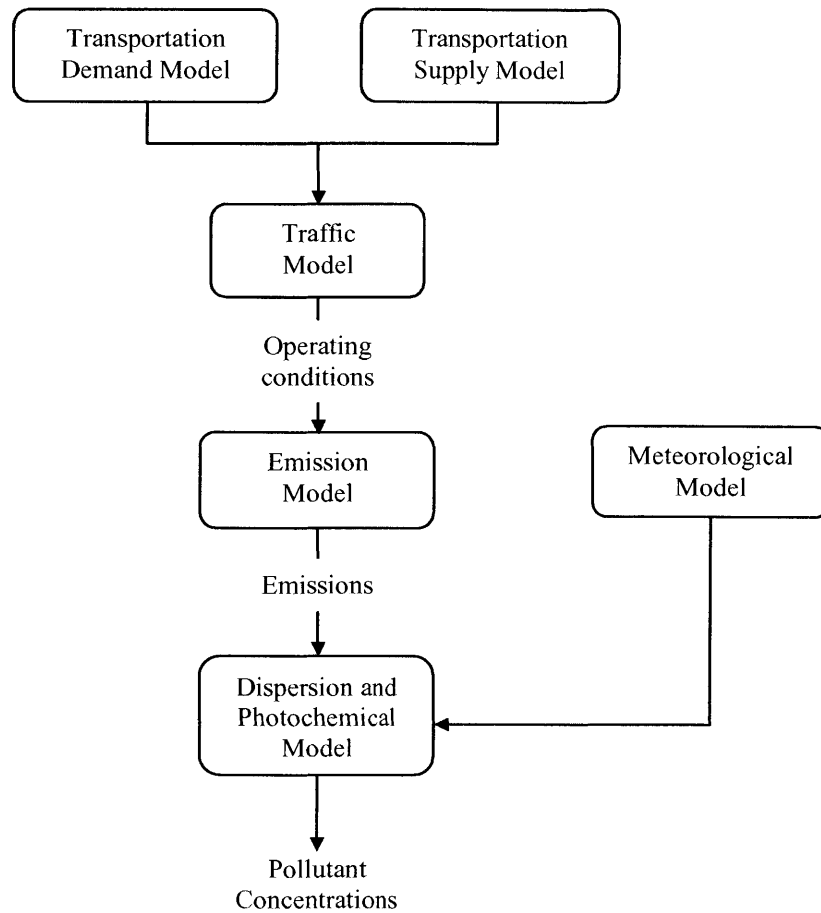 Transportation
Demand Model
Transportation
Supply Model
Traffic
Model
Operating
conditions
Emission
Model
Meteorological
Model
Emissions
Dispersion and
Photochemical
Model
Pollutant
Concentrations